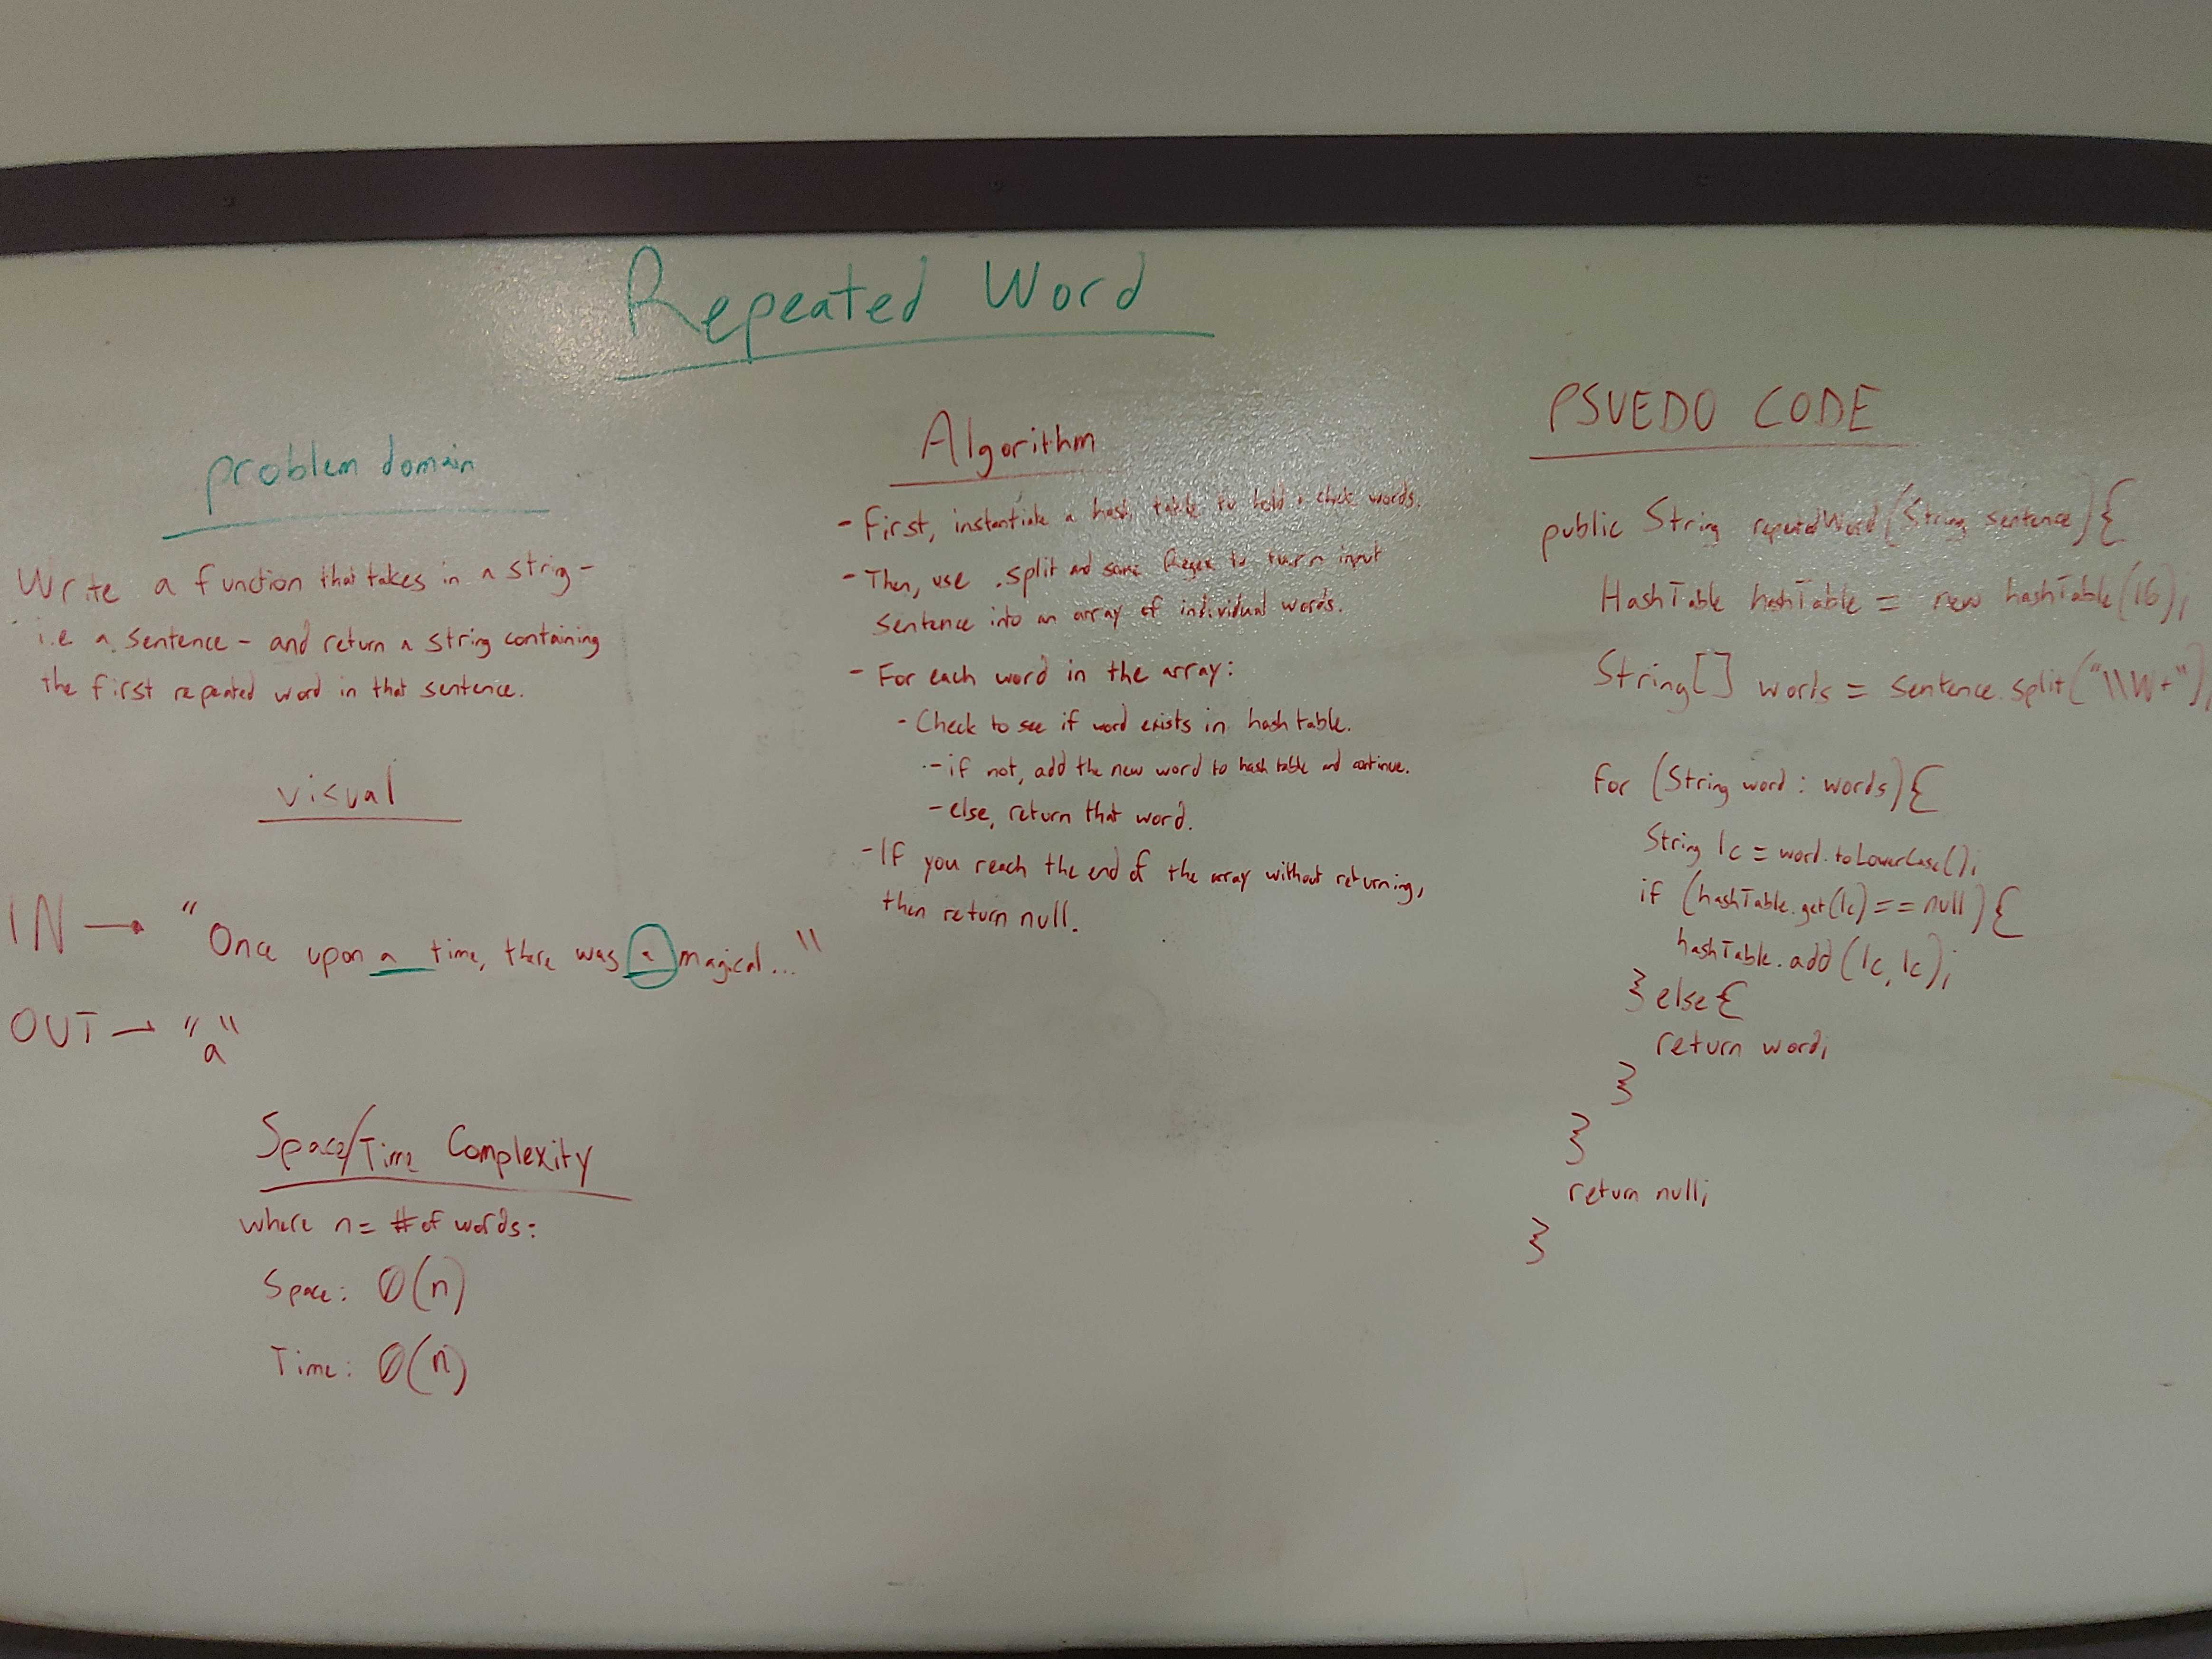 Repeated Word
problem domain
Write a function that takes in a strig -
i.e a sentence - and return a string containing
the first repeated word in that sentence.
visual
IN → "Once upon a time, there was a magical..."
OUT → "a"
Space/Time Complexity
where n = # of words:
Space: O(n)
Time: O(n)
Algorithm
- First, instantiate a hash table to hold + check words.
- Then, use .split and some Regex to turn input
sentence into an array of individual words.
- For each word in the array:
- Check to see if word exists in hash table.
- if not, add the new word to hash table and continue.
- else, return that word.
- If you reach the end of the array without returning,
then return null.
PSUEDO CODE
public String repeatedWord(String sentence){
HashTable hashTable = new hashTable(16);
String[] words = sentence.split("\\W+");
for (String word : words){
String lc = word.toLowerCase();
if (hashTable.get(lc) == null){
hashTable.add(lc, lc);
} else {
return word;
}
}
return null;
}